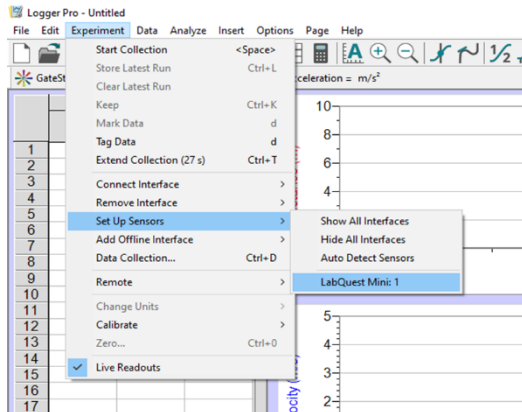 Logger Pro - Untitled
File Edit Experiment Data Analyze Insert Options Page Help
Start Collection <Space>
Store Latest Run Ctrl+L
Clear Latest Run
Keep Ctrl+K
Mark Data d
Tag Data d
Extend Collection (27 s) Ctrl+T
Connect Interface >
Remove Interface >
Set Up Sensors >
Add Offline Interface >
Data Collection... Ctrl+D
Remote >
Change Units >
Calibrate >
Zero... Ctrl+0
Live Readouts
Show All Interfaces
Hide All Interfaces
Auto Detect Sensors
LabQuest Mini: 1
A 1/2
GateSt
cceleration = m/s²
1
2
3
4
5
6
7
8
9
10
11
12
13
14
15
16
17
10
8
6
4
5
4
3
2